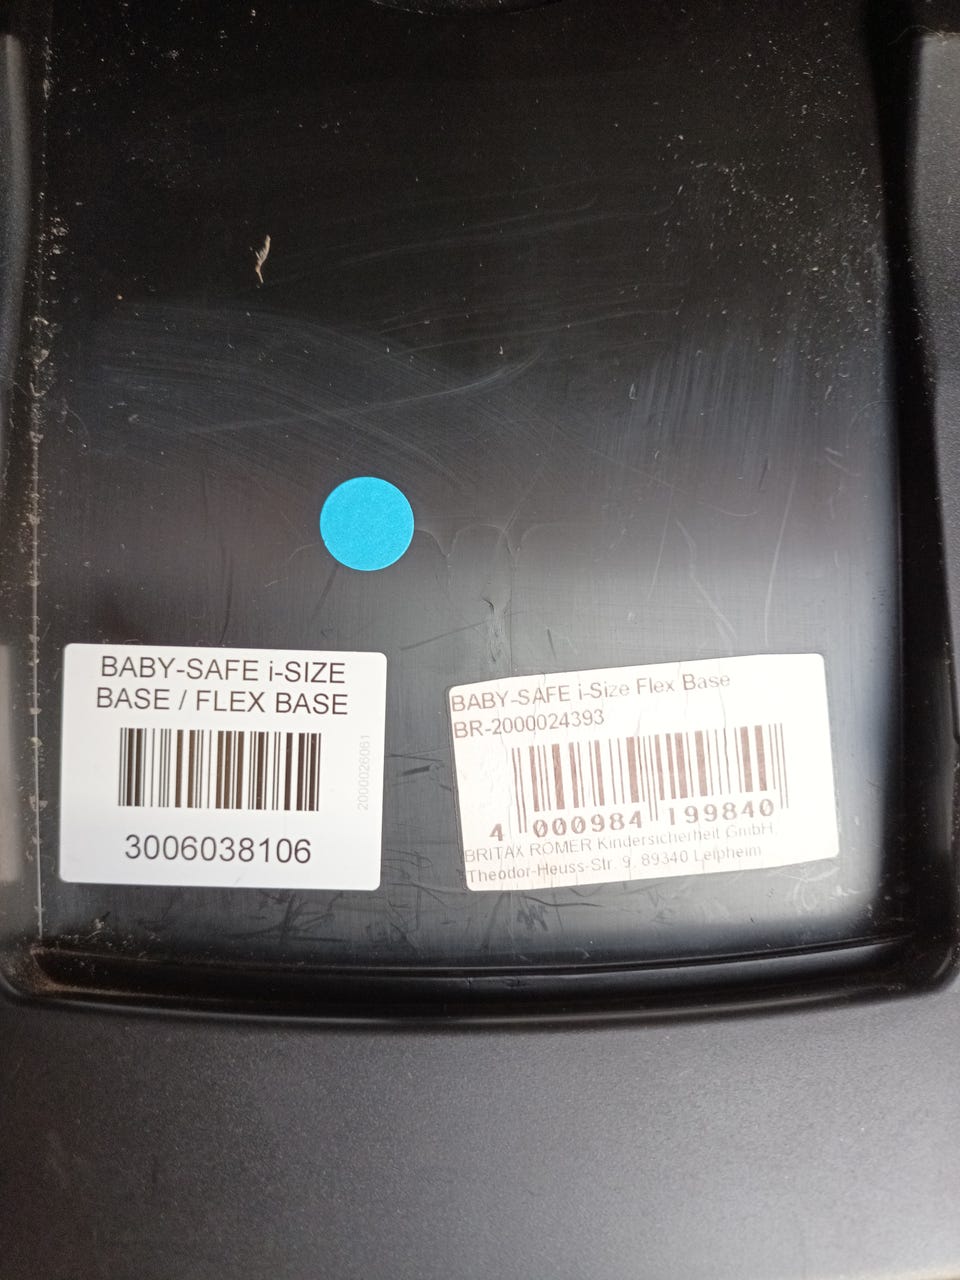 BABY-SAFE i-SIZE
BASE / FLEX BASE
2000026061
3006038106
BABY-SAFE i-Size Flex Base
BR-2000024393
4 000984 199840
BRITAX RÖMER Kindersicherheit GmbH,
Theodor-Heuss-Str. 9, 89340 Leipheim